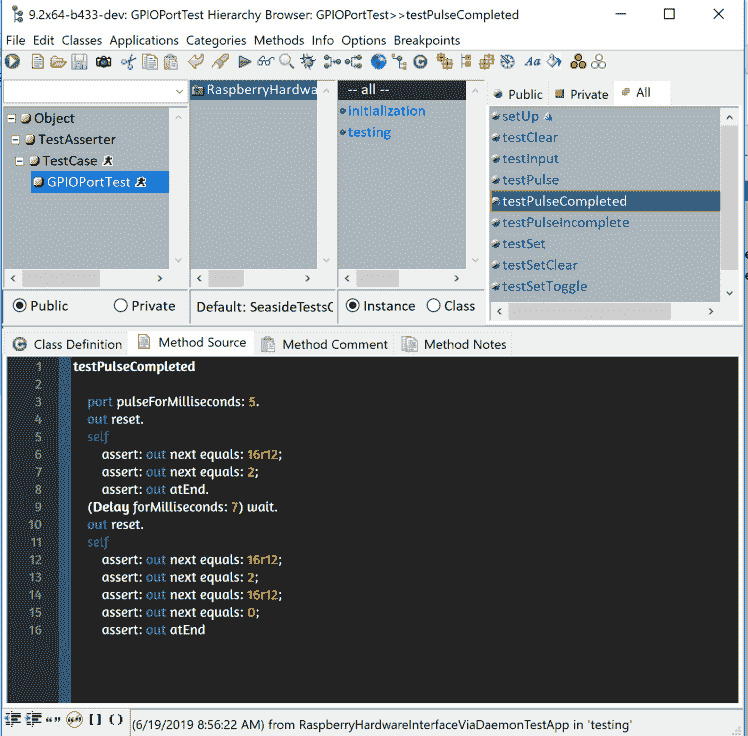 9.2x64-b433-dev: GPIOPortTest Hierarchy Browser: GPIOPortTest>>testPulseCompleted
File Edit Classes Applications Categories Methods Info Options Breakpoints
Object
TestAsserter
TestCase
GPIOPortTest
RaspberryHardwa
-- all --
initialization
testing
Public Private All
setUp
testClear
testInput
testPulse
testPulseCompleted
testPulseIncomplete
testSet
testSetClear
testSetToggle
Public Private
Default: SeasideTestsC
Instance Class
Class Definition Method Source Method Comment Method Notes
1 testPulseCompleted
2
3 port pulseForMilliseconds: 5.
4 out reset.
5 self
6 assert: out next equals: 16r12;
7 assert: out next equals: 2;
8 assert: out atEnd.
9 (Delay forMilliseconds: 7) wait.
10 out reset.
11 self
12 assert: out next equals: 16r12;
13 assert: out next equals: 2;
14 assert: out next equals: 16r12;
15 assert: out next equals: 0;
16 assert: out atEnd
(6/19/2019 8:56:22 AM) from RaspberryHardwareInterfaceViaDaemonTestApp in 'testing'